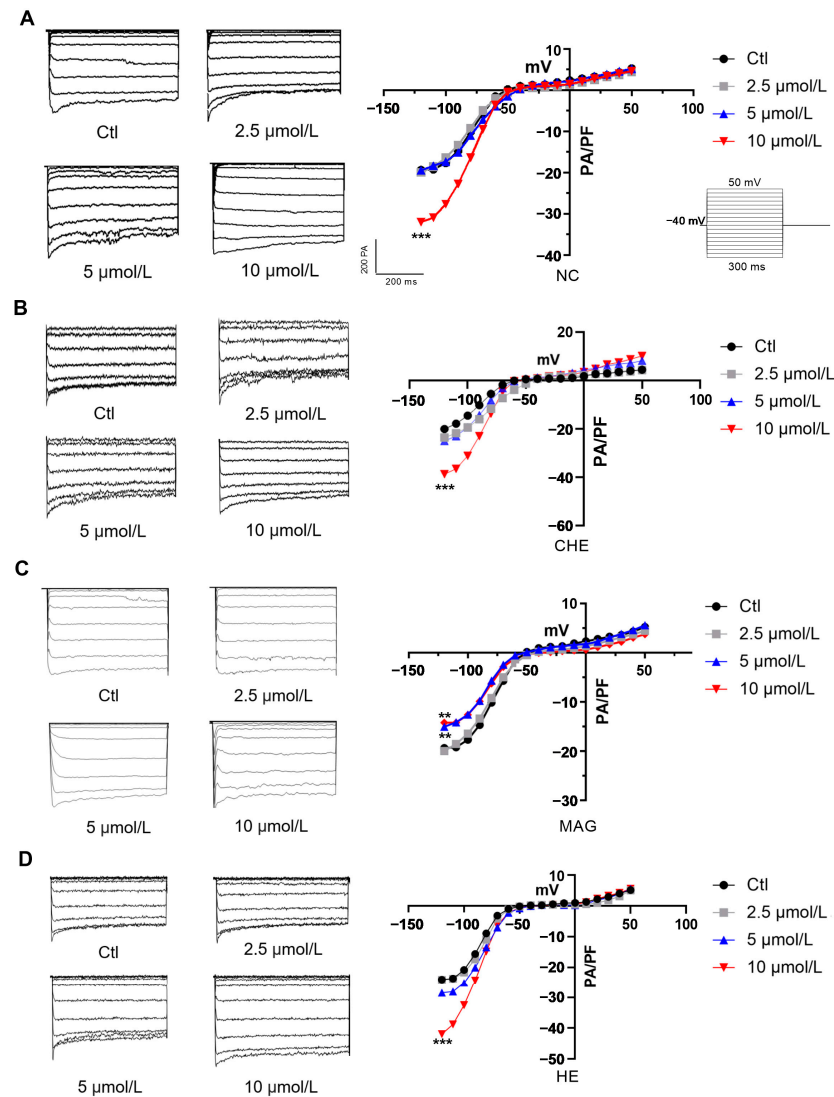 A
Ctl
2.5 μmol/L
5 μmol/L
10 μmol/L
200 PA
200 ms
mV
10
−150
−100
−50
50
100
−10
−20
−30
−40
PA/PF
***
NC
Ctl
2.5 μmol/L
5 μmol/L
10 μmol/L
50 mV
−40 mV
300 ms
B
Ctl
2.5 μmol/L
5 μmol/L
10 μmol/L
mV
20
−150
−100
−50
50
100
−20
−40
−60
PA/PF
***
CHE
Ctl
2.5 μmol/L
5 μmol/L
10 μmol/L
C
Ctl
2.5 μmol/L
5 μmol/L
10 μmol/L
mV
10
−150
−100
−50
50
100
−10
−20
−30
PA/PF
**
**
MAG
Ctl
2.5 μmol/L
5 μmol/L
10 μmol/L
D
Ctl
2.5 μmol/L
5 μmol/L
10 μmol/L
mV
10
−150
−100
−50
50
100
−10
−20
−30
−40
−50
PA/PF
***
HE
Ctl
2.5 μmol/L
5 μmol/L
10 μmol/L